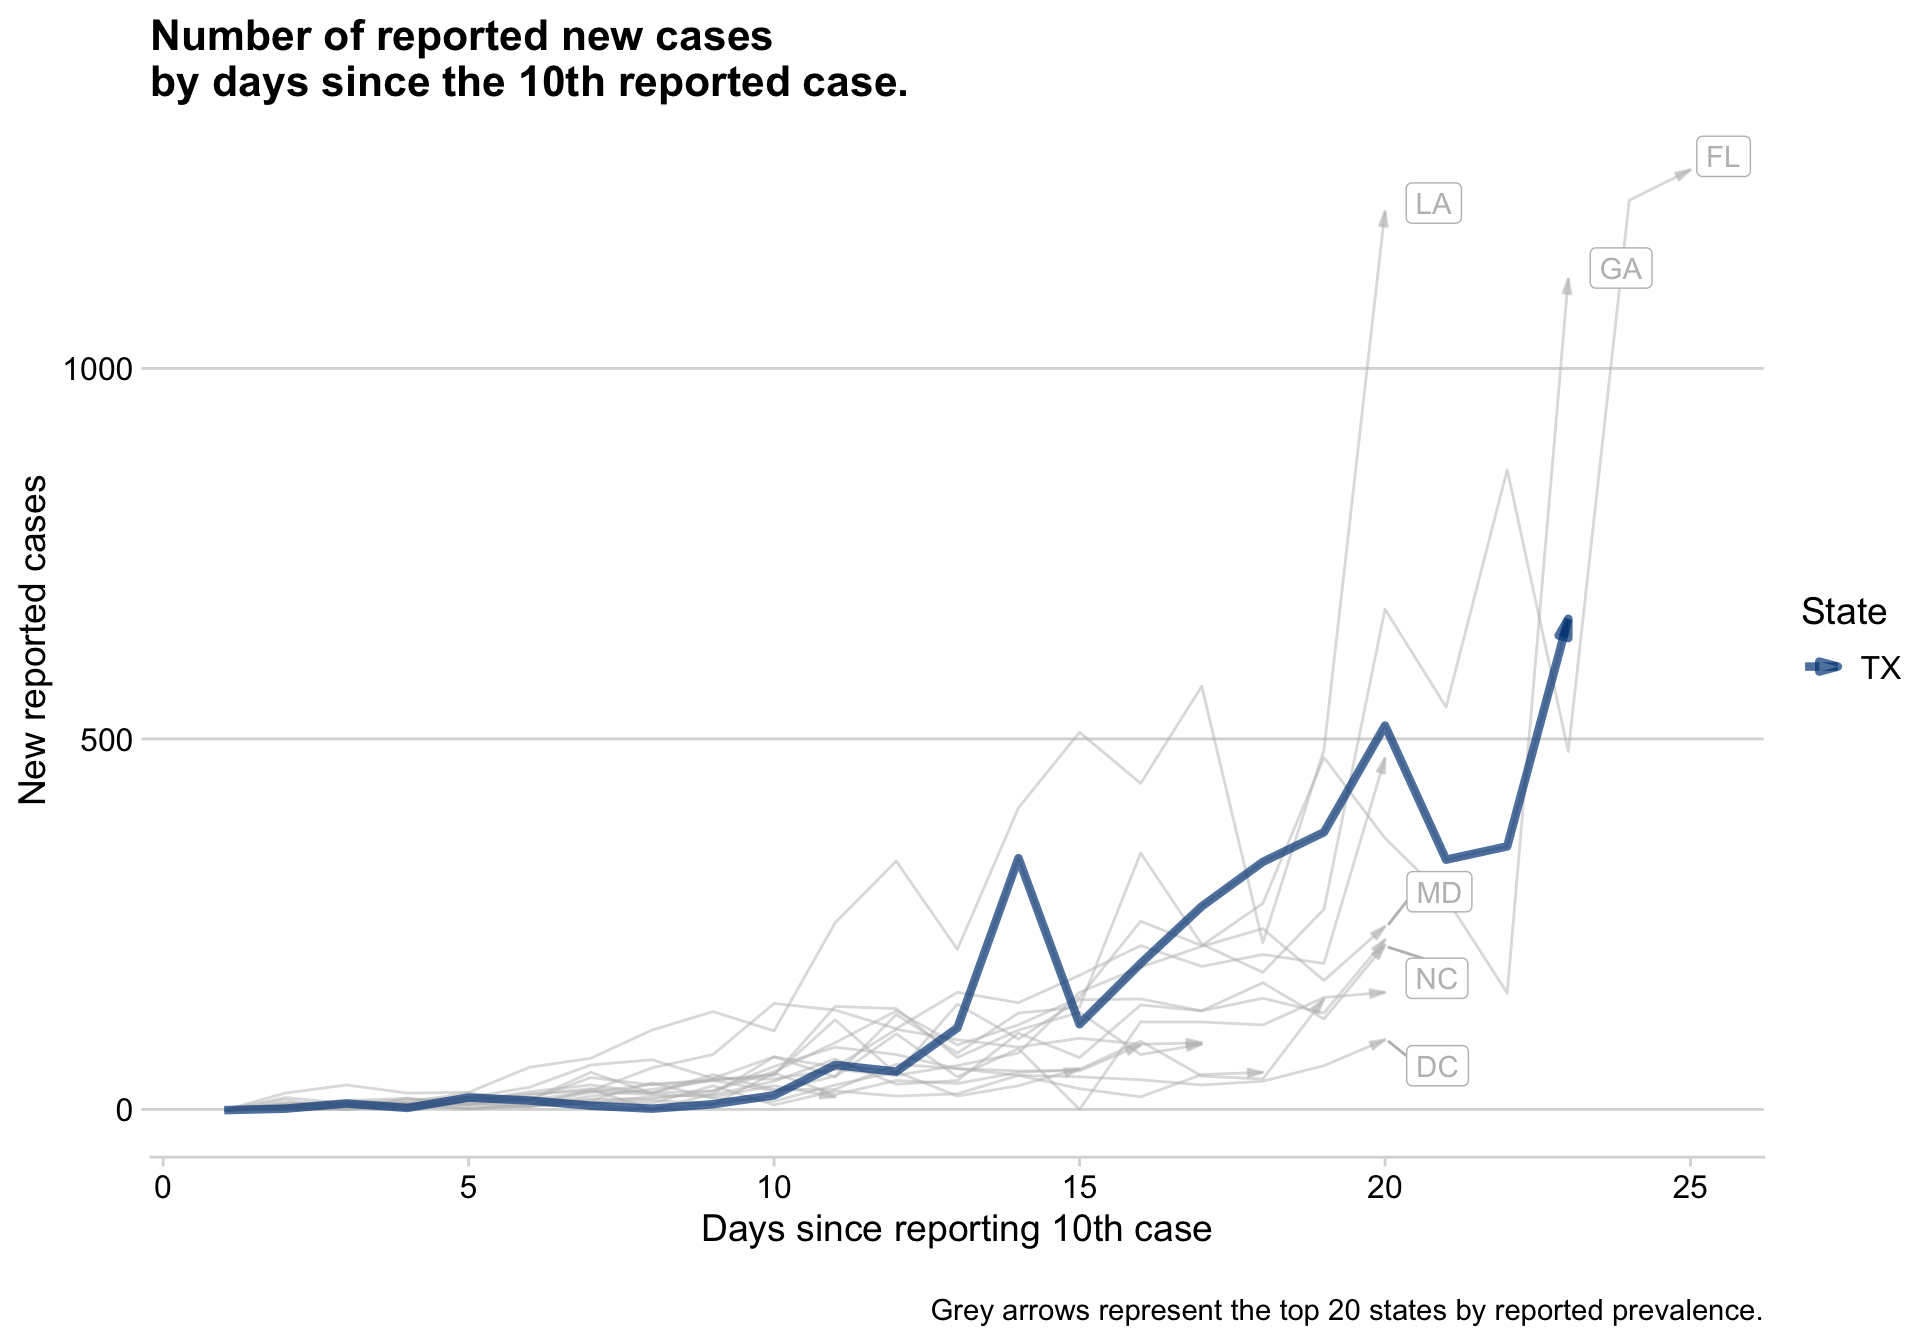 Number of reported new cases
by days since the 10th reported case.
FL
LA
GA
1000
New reported cases
State
TX
500
MD
NC
DC
0
0 5 10 15 20 25
Days since reporting 10th case
Grey arrows represent the top 20 states by reported prevalence.